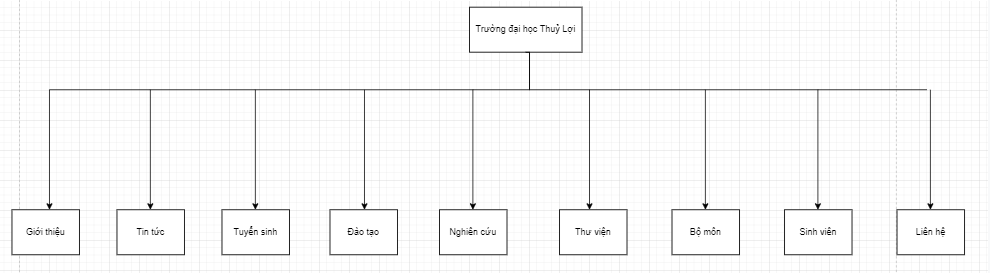 Trường đại học Thuỷ Lợi
Giới thiệu
Tin tức
Tuyển sinh
Đảo tạo
Nghiên cứu
Thư viện
Bộ môn
Sinh viên
Liên hệ